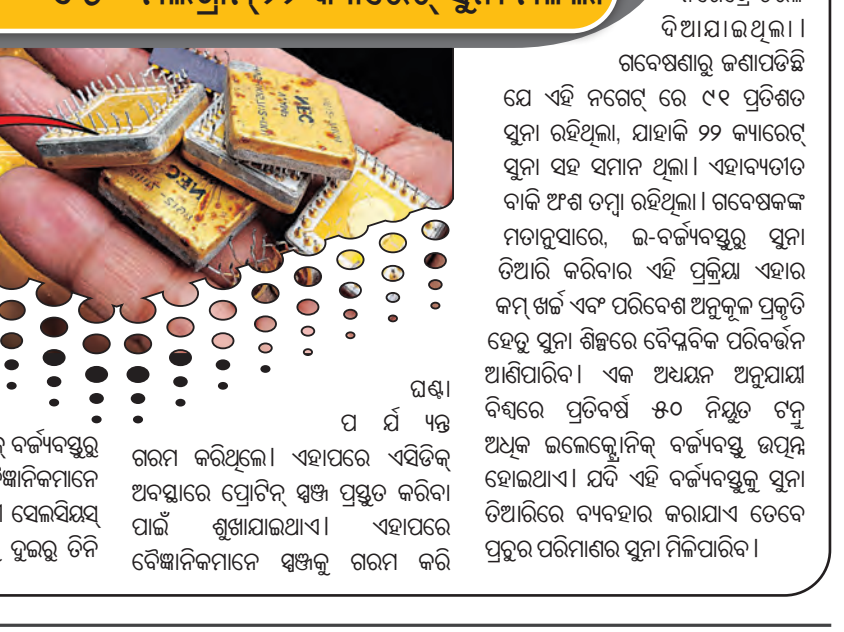 ବର୍ଜ୍ୟବସ୍ତୁରୁ
ସେଲସିୟସ୍
ଦୁଇରୁ ତିନି
ଘଣ୍ଟା
ପର୍ଯ୍ୟନ୍ତ
ଗରମ କରିଥିଲେ। ଏହାପରେ ଏସିଡିକ୍
ଅବସ୍ଥାରେ ପ୍ରୋଟିନ୍ ସ୍ପଞ୍ଜ ପ୍ରସ୍ତୁତ କରିବା
ପାଇଁ ଶୁଖାଯାଇଥାଏ। ଏହାପରେ
ବୈଜ୍ଞାନିକମାନେ ସ୍ପଞ୍ଜକୁ ଗରମ କରି
ଦିଆଯାଇଥିଲା।
ଗବେଷଣାରୁ ଜଣାପଡିଛି
ଯେ ଏହି ନଗେଟ୍ ରେ ୯୧ ପ୍ରତିଶତ
ସୁନା ରହିଥିଲା, ଯାହାକି ୨୨ କ୍ୟାରେଟ୍
ସୁନା ସହ ସମାନ ଥିଲା। ଏହାବ୍ୟତୀତ
ବାକି ଅଂଶ ତମ୍ବା ରହିଥିଲା। ଗବେଷକଙ୍କ
ମତାନୁସାରେ, ଇ-ବର୍ଜ୍ୟବସ୍ତୁରୁ ସୁନା
ତିଆରି କରିବାର ଏହି ପ୍ରକ୍ରିୟା ଏହାର
କମ୍ ଖର୍ଚ୍ଚ ଏବଂ ପରିବେଶ ଅନୁକୂଳ ପ୍ରକୃତି
ହେତୁ ସୁନା ଶିଳ୍ପରେ ବୈପ୍ଳବିକ ପରିବର୍ତ୍ତନ
ଆଣିପାରିବ। ଏକ ଅଧ୍ୟୟନ ଅନୁଯାୟୀ
ବିଶ୍ୱରେ ପ୍ରତିବର୍ଷ ୫୦ ନିୟୁତ ଟନ୍ରୁ
ଅଧିକ ଇଲେକ୍ଟ୍ରୋନିକ୍ ବର୍ଜ୍ୟବସ୍ତୁ ଉତ୍ପନ୍ନ
ହୋଇଥାଏ। ଯଦି ଏହି ବର୍ଜ୍ୟବସ୍ତୁକୁ ସୁନା
ତିଆରିରେ ବ୍ୟବହାର କରାଯାଏ ତେବେ
ପ୍ରଚୁର ପରିମାଣର ସୁନା ମିଳିପାରିବ।
NEC
NEC